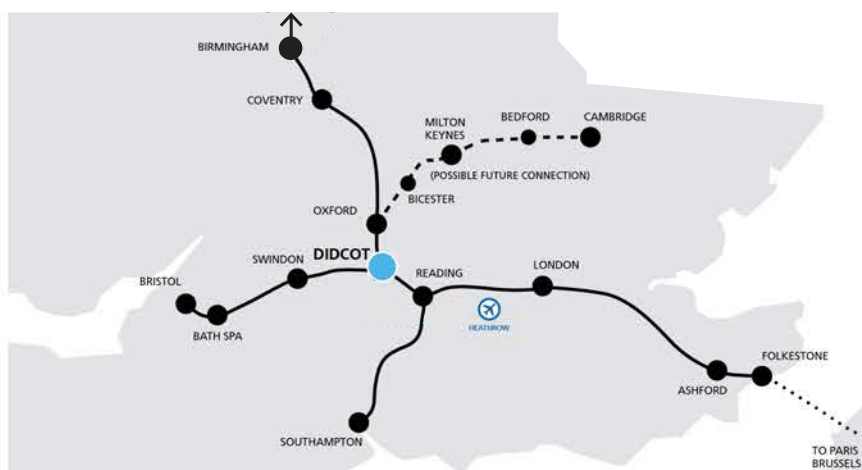 BIRMINGHAM
COVENTRY
MILTON
KEYNES
BEDFORD
CAMBRIDGE
(POSSIBLE FUTURE CONNECTION)
BICESTER
OXFORD
DIDCOT
SWINDON
READING
LONDON
BRISTOL
BATH SPA
HEATHROW
FOLKESTONE
ASHFORD
SOUTHAMPTON
TO PARIS
BRUSSELS